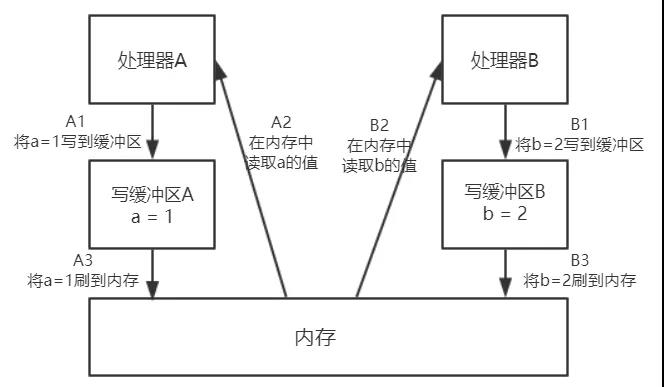 处理器A
处理器B
A1
将a=1写到缓冲区
A2
在内存中
读取a的值
B2
在内存中
读取b的值
B1
将b=2写到缓冲区
写缓冲区A
a = 1
写缓冲区B
b = 2
A3
将a=1刷到内存
B3
将b=2刷到内存
内存